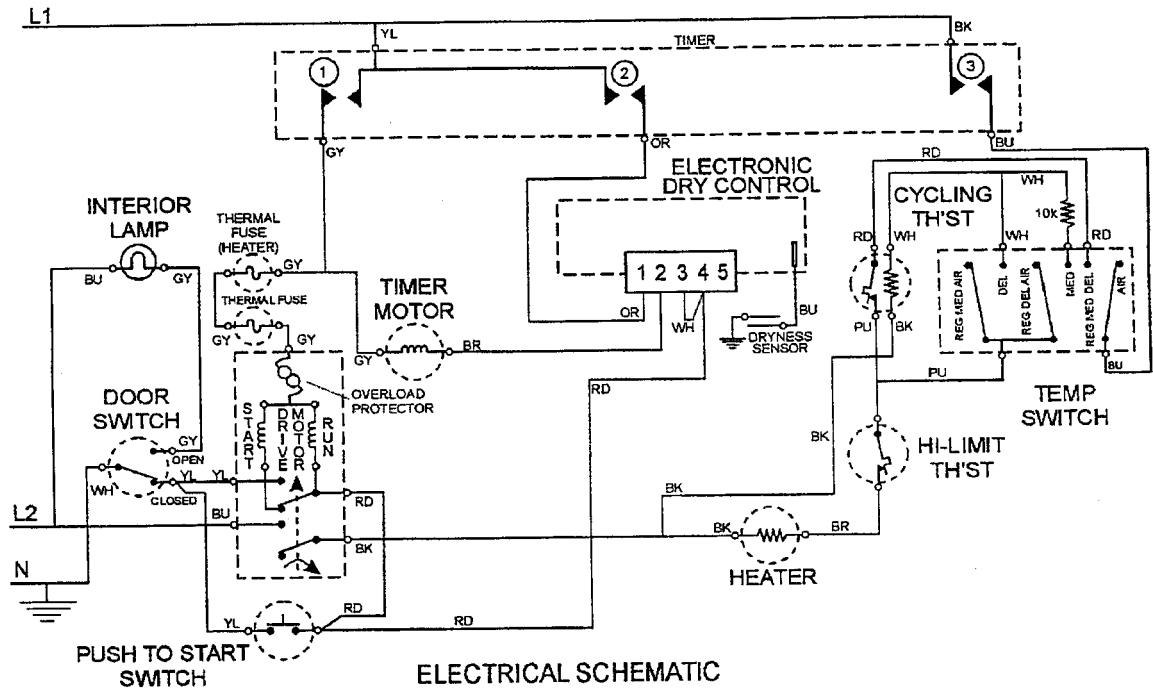 L1
YL
BK
TIMER
1
2
3
GY
OR
BU
RD
ELECTRONIC
DRY CONTROL
CYCLING
TH'ST
WH
10k
INTERIOR
LAMP
THERMAL
FUSE
(HEATER)
BU
GY
GY
GY
RD
WH
WH
RD
1 2 3 4 5
REG MED AIR
DEL
REG DEL AIR
MED
REG MED DEL
AIR
THERMAL FUSE
TIMER
MOTOR
OR
WH
BU
DRYNESS
SENSOR
PU
BK
GY
GY
GY
BR
PU
BU
OVERLOAD
PROTECTOR
RD
TEMP
SWITCH
DOOR
SWITCH
START
DRIVE
MOTOR
RUN
GY
OPEN
BK
HI-LIMIT
TH'ST
WH
YL
YL
CLOSED
RD
BK
L2
BU
BK
BK
BR
HEATER
N
RD
YL
RD
PUSH TO START
SWITCH
ELECTRICAL SCHEMATIC